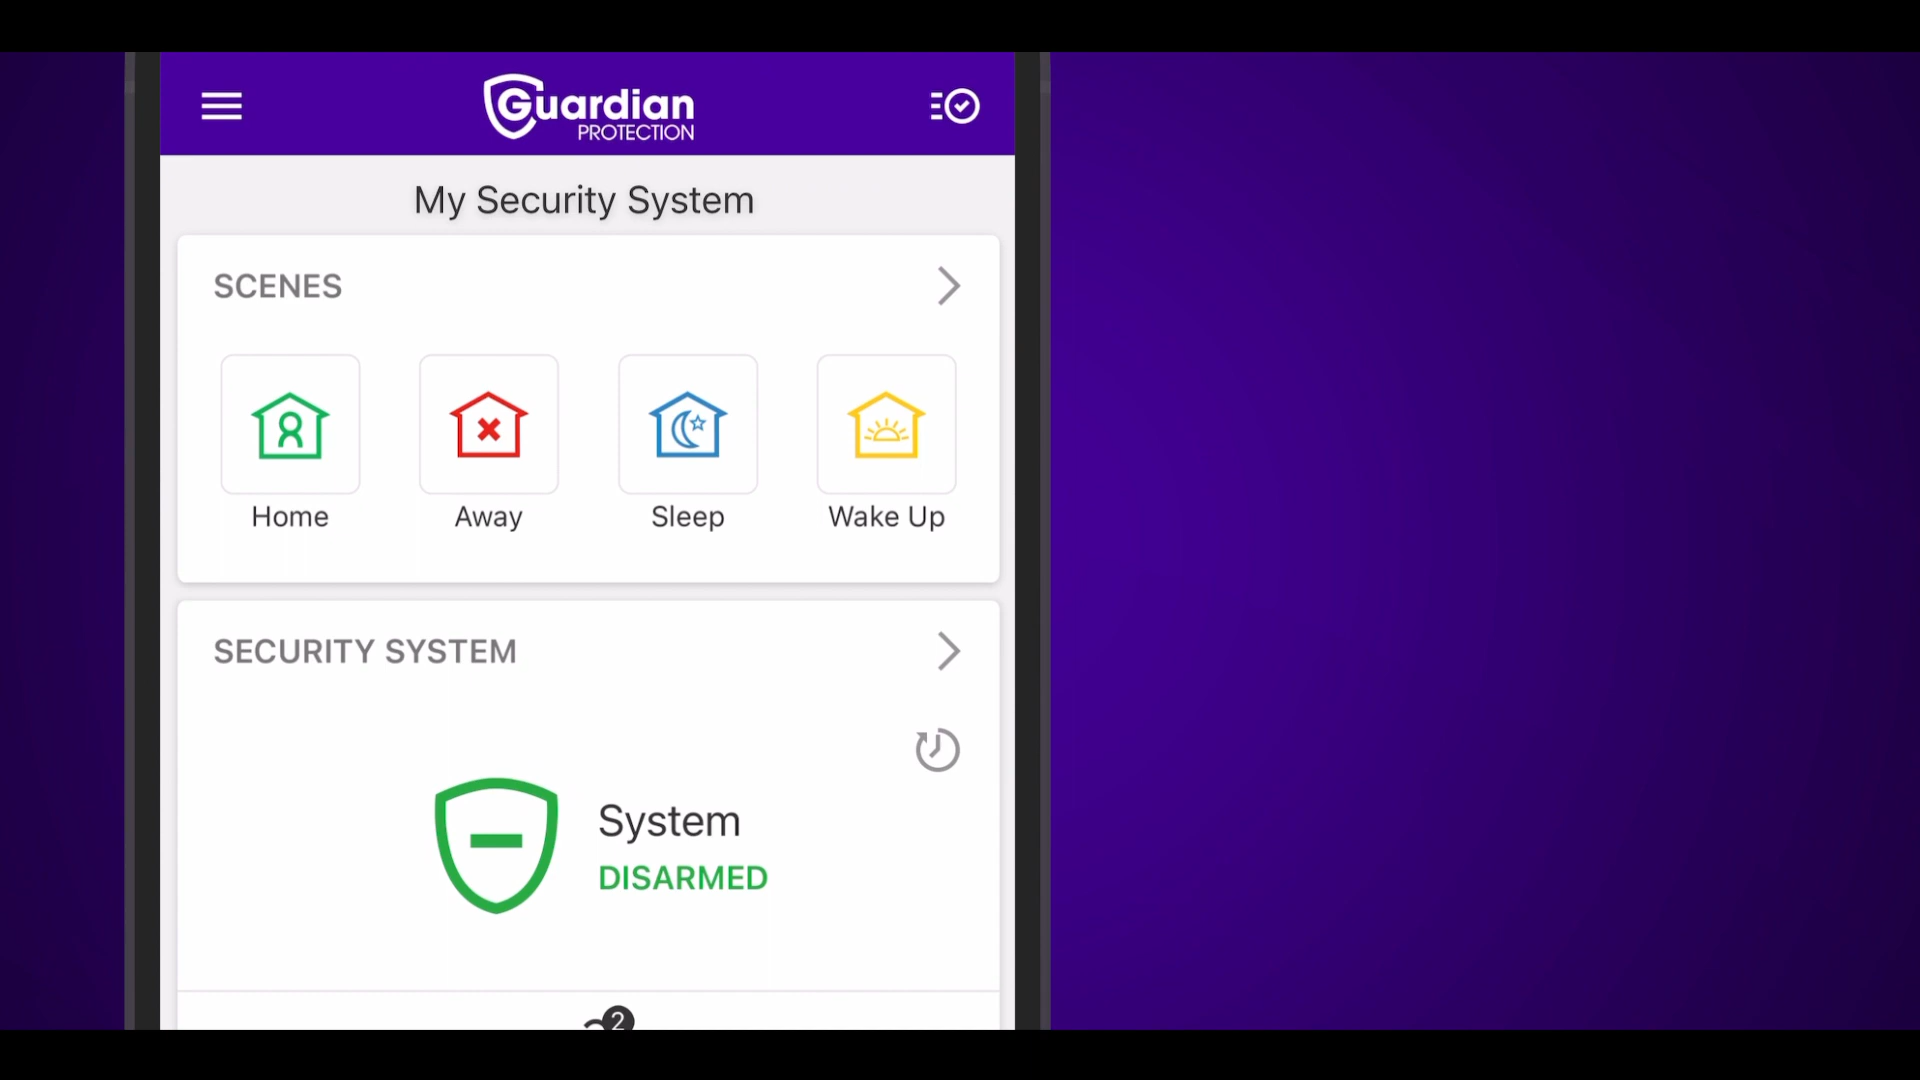 Guardian
PROTECTION
My Security System
SCENES
Home Away Sleep Wake Up
SECURITY SYSTEM
System
DISARMED
2